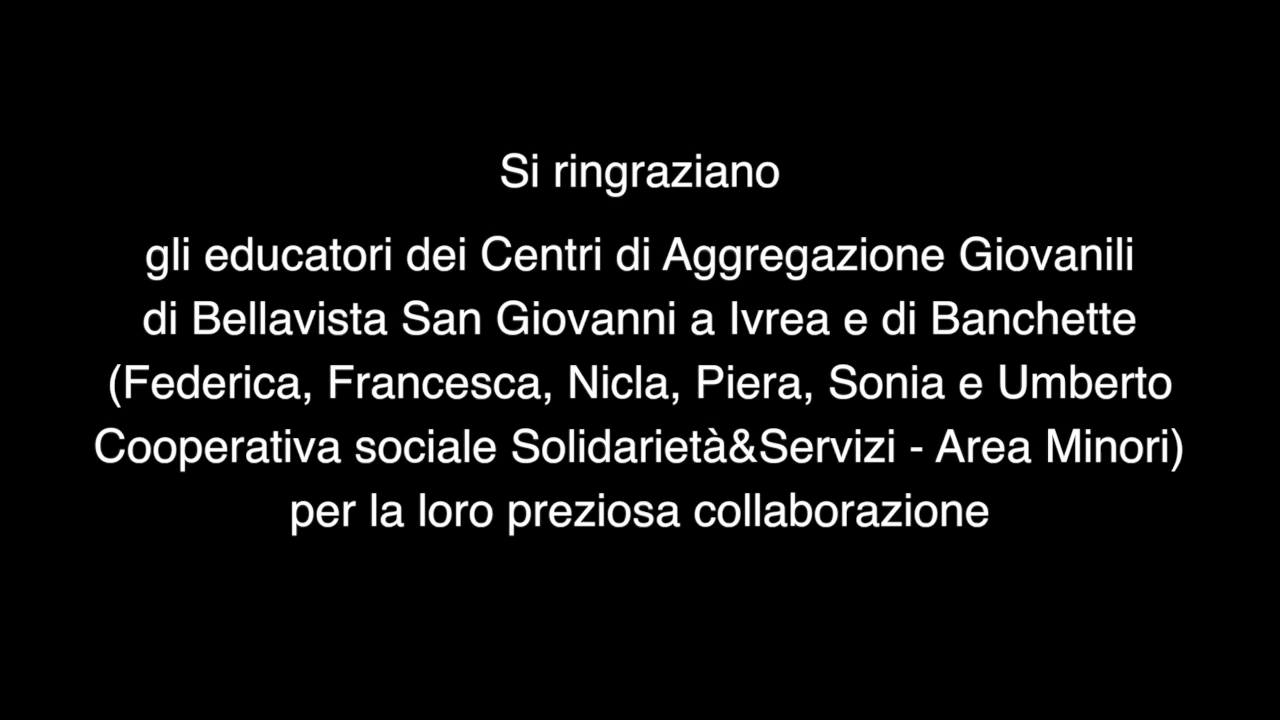 Si ringraziano
gli educatori dei Centri di Aggregazione Giovanili
di Bellavista San Giovanni a Ivrea e di Banchette
(Federica, Francesca, Nicla, Piera, Sonia e Umberto
Cooperativa sociale Solidarietà&Servizi - Area Minori)
per la loro preziosa collaborazione